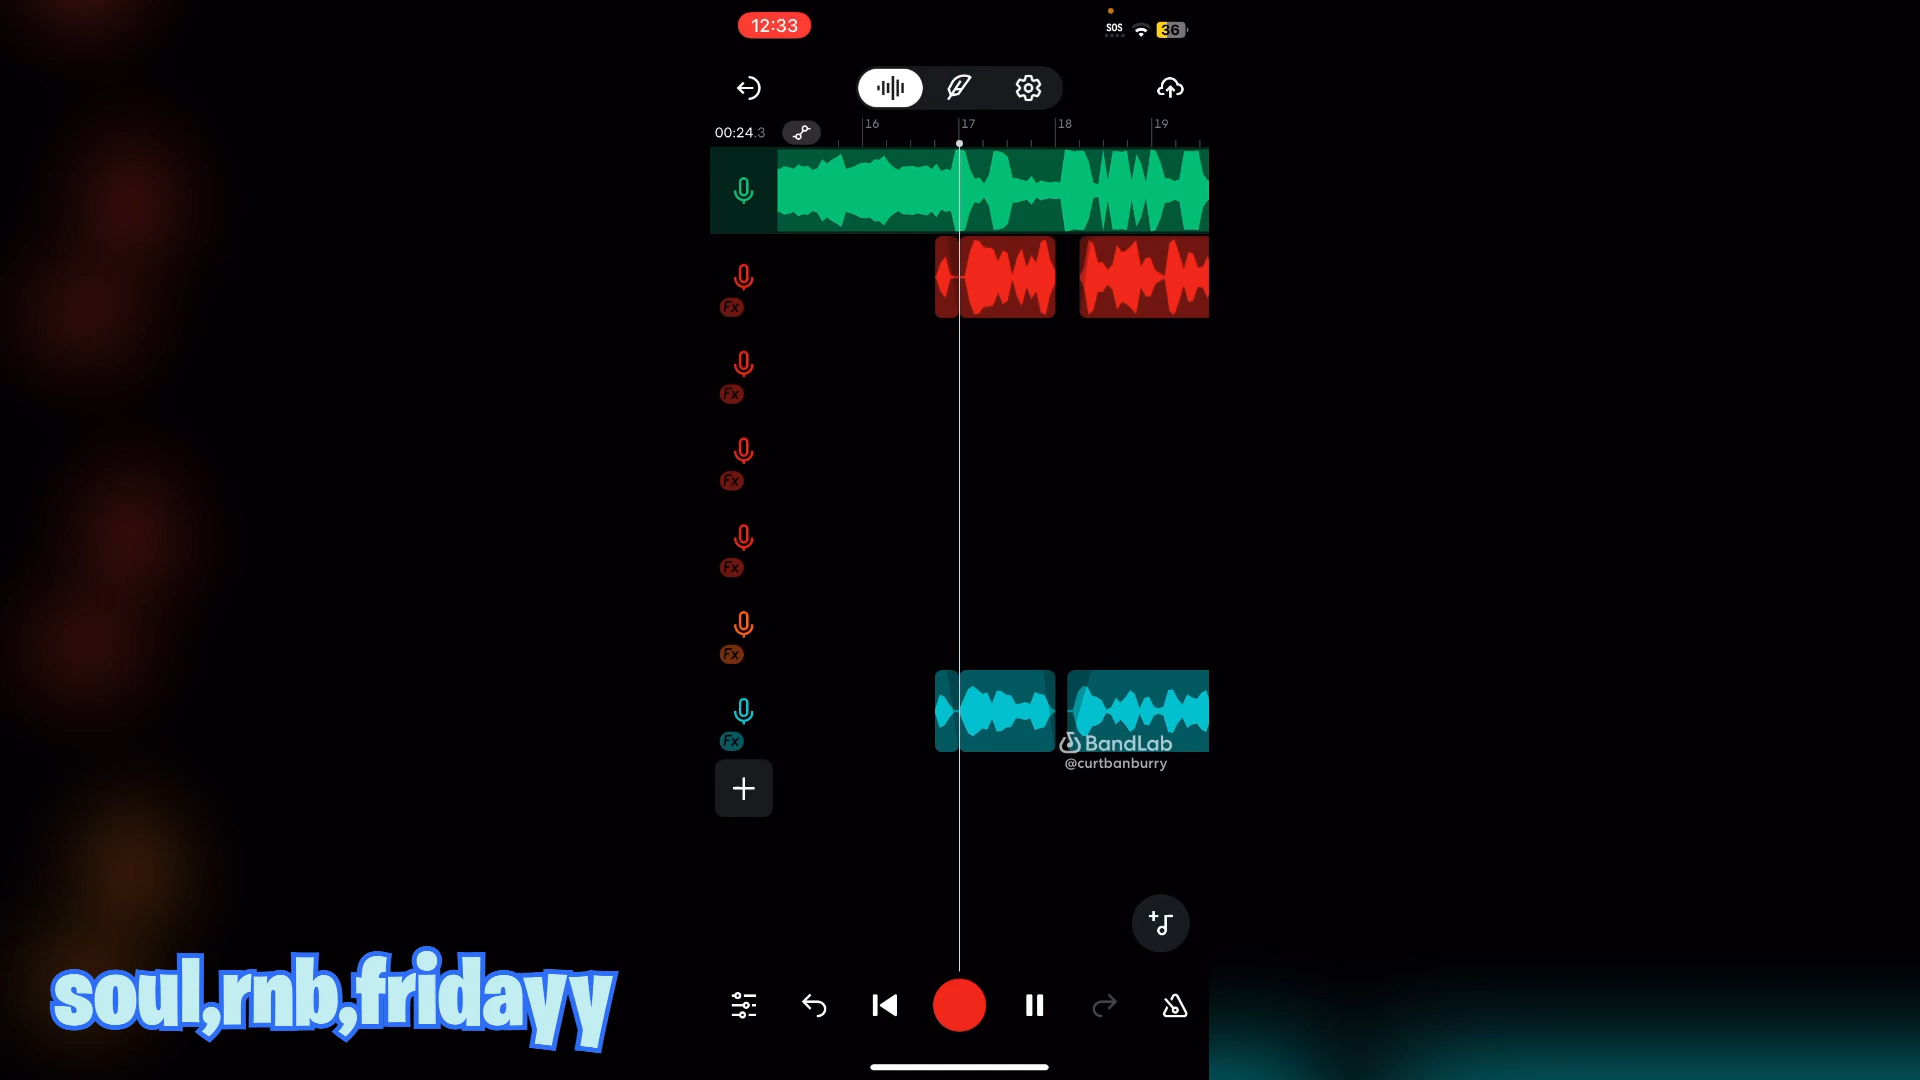 12:33
SOS
36
00:24.3
16
17
18
19
Fx
Fx
Fx
Fx
Fx
Fx
BandLab
@curtbanburry
soul,rnb,fridayy